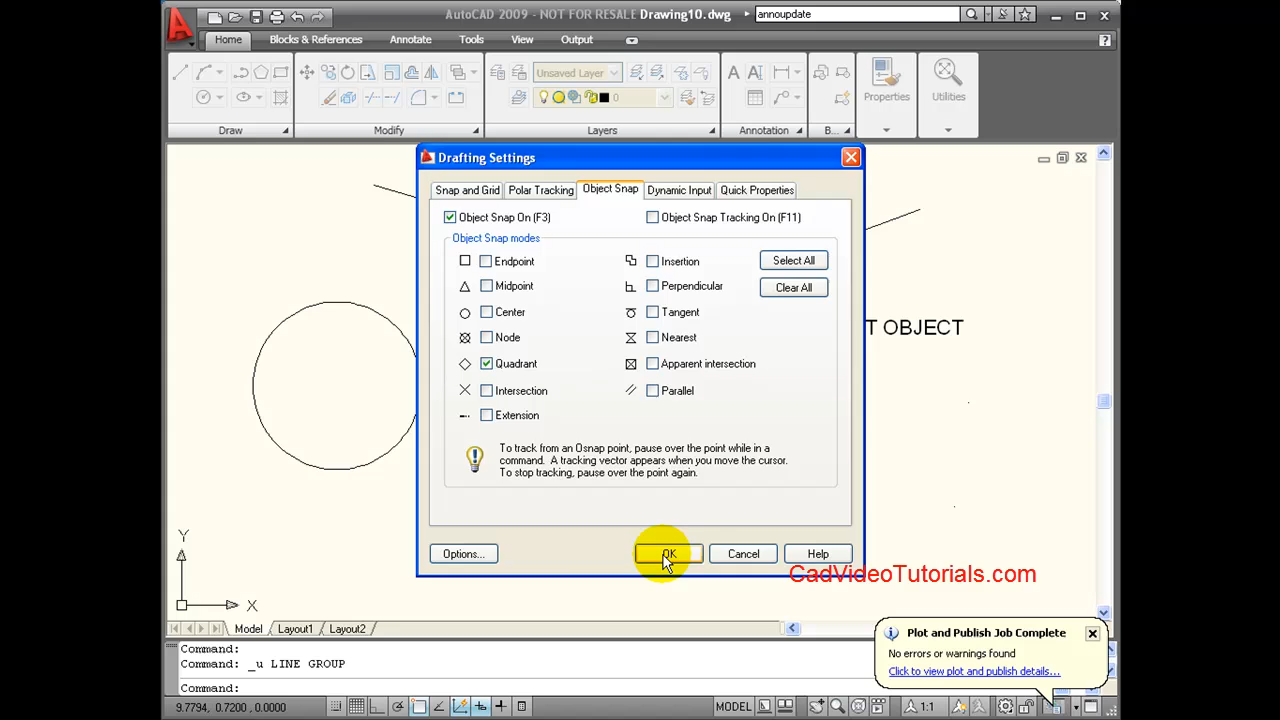 AutoCAD 2009 - NOT FOR RESALE Drawing10.dwg
annoupdate
Home
Blocks & References
Annotate
Tools
View
Output
Unsaved Layer
0
Properties
Utilities
Draw
Modify
Layers
Annotation
B...
Drafting Settings
Snap and Grid
Polar Tracking
Object Snap
Dynamic Input
Quick Properties
Object Snap On (F3)
Object Snap Tracking On (F11)
Object Snap modes
Endpoint
Insertion
Select All
Midpoint
Perpendicular
Clear All
Center
Tangent
Node
Nearest
Quadrant
Apparent intersection
Intersection
Parallel
Extension
To track from an Osnap point, pause over the point while in a
command. A tracking vector appears when you move the cursor.
To stop tracking, pause over the point again.
Options...
OK
Cancel
Help
T OBJECT
CadVideoTutorials.com
Y
X
Model
Layout1
Layout2
Command:
Command: _u LINE GROUP
Command:
Plot and Publish Job Complete
No errors or warnings found
Click to view plot and publish details...
9.7794, 0.7200, 0.0000
MODEL
1:1